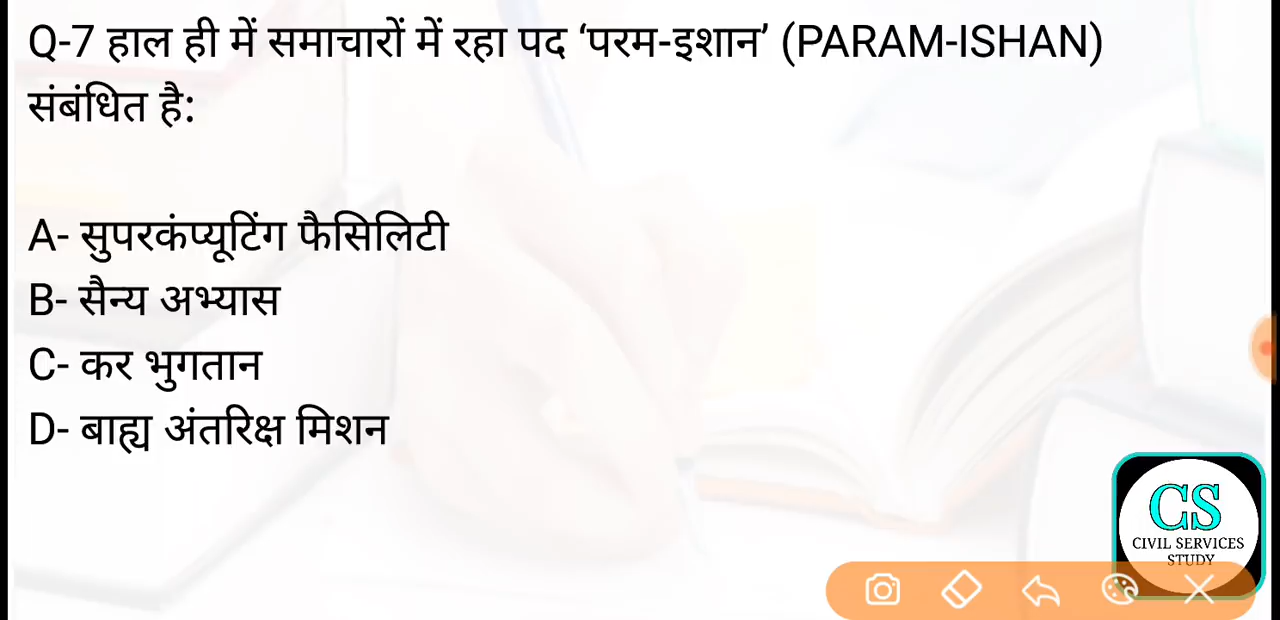 Q-7 हाल ही में समाचारों में रहा पद ‘परम-इशान’ (PARAM-ISHAN)
संबंधित है:
A- सुपरकंप्यूटिंग फैसिलिटी
B- सैन्य अभ्यास
C- कर भुगतान
D- बाह्य अंतरिक्ष मिशन
CS
CIVIL SERVICES
STUDY